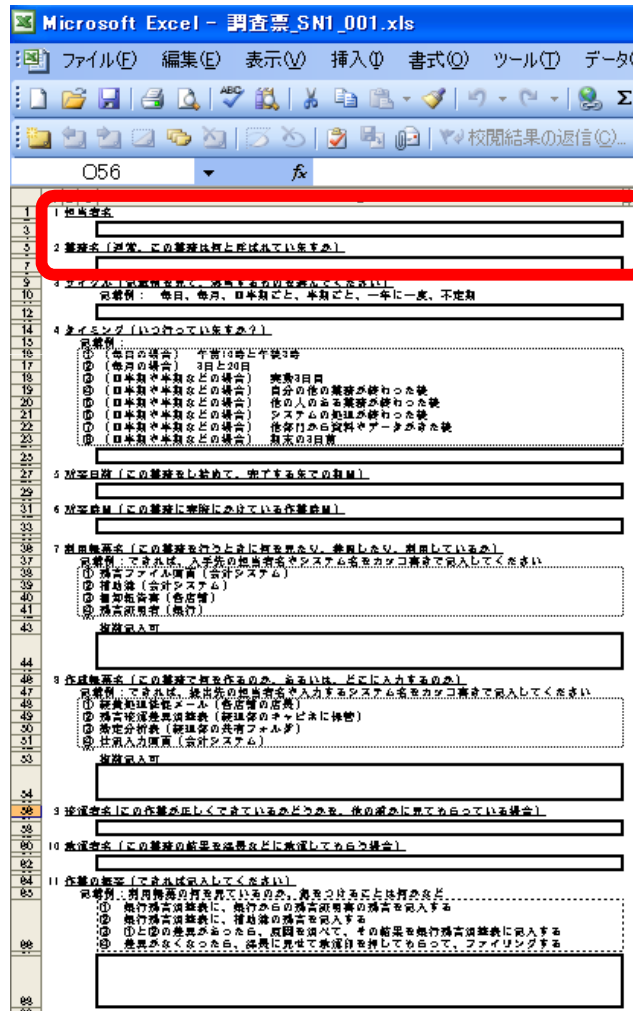 Microsoft Excel - 調査票_SN1_001.xls
ファイル(F) 編集(E) 表示(V) 挿入(I) 書式(O) ツール(T) データ(
校閲結果の返信(C)...
O56 fx
1 担当者名
2 業務名（通常、この業務は何と呼ばれていますか）
3 サイクル（記載例を見て、該当するものを選んでください）
記載例： 毎日、毎月、四半期ごと、半期ごと、一年に一度、不定期
4 タイミング（いつ行っていますか？）
記載例：
① （毎日の場合） 午前10時と午後3時
② （毎月の場合） 3日と20日
③ （四半期や半期などの場合） 実働3日目
④ （四半期や半期などの場合） 自分の他の業務が終わった後
⑤ （四半期や半期などの場合） 他の人のある業務が終わった後
⑥ （四半期や半期などの場合） システムの処理が終わった後
⑦ （四半期や半期などの場合） 他部門から資料やデータがきた後
⑧ （四半期や半期などの場合） 期末の3日前
5 所要日数（この業務をし始めて、完了するまでの期間）
6 所要時間（この業務に実際にかけている作業時間）
7 利用帳票名（この業務を行うときに何を見たり、参照したり、利用しているか）
記載例：できれば、入手先の担当者名やシステム名をカッコ書きで記入してください
① 残高ファイル画面（会計システム）
② 補助簿（会計システム）
③ 棚卸報告書（各店舗）
④ 残高証明書（銀行）
複数記入可
8 作成帳票名（この業務で何を作るのか、あるいは、どこに入力するのか）
記載例：できれば、提出先の担当者名や入力するシステム名をカッコ書きで記入してください
① 経費処理催促メール（各店舗の店長）
② 残高検証差異調整表（経理部のキャビネに保管）
③ 勘定分析表（経理部の共有フォルダ）
④ 仕訳入力画面（会計システム）
複数記入可
9 検証者名（この作業が正しくできているかどうかを、他の誰かに見てもらっている場合）
10 承認者名（この業務の結果を課長などに承認してもらう場合）
11 作業の概要（できれば記入してください）
記載例：利用帳票の何を見ているのか、気をつけることは何かなど
① 銀行残高調整表に、銀行からの残高証明書の残高を記入する
② 銀行残高調整表に、補助簿の残高を記入する
③ ①と②の差異があったら、原因を調べて、その結果を銀行残高調整表に記入する
④ 差異がなくなったら、課長に見せて承認印を押してもらって、ファイリングする